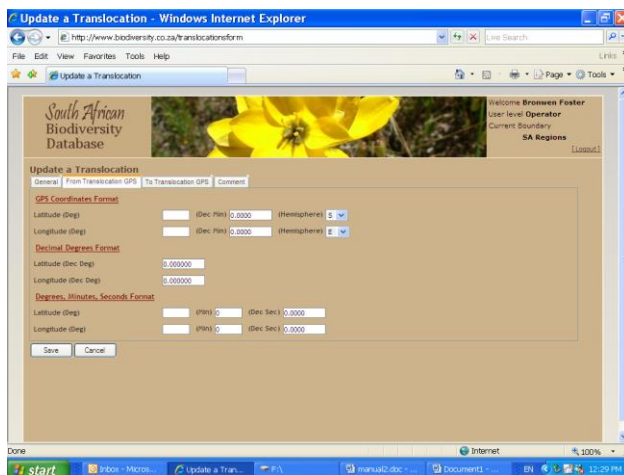 Update a Translocation - Windows Internet Explorer
http://www.biodiversity.co.za/translocationsform
Live Search
File Edit View Favorites Tools Help
Links
Update a Translocation
Page Tools
South African
Biodiversity
Database
Welcome Bronwen Foster
User level Operator
Current Boundary
SA Regions
[Logout]
Update a Translocation
General From Translocation GPS To Translocation GPS Comment
GPS Coordinates Format
Latitude (Deg) (Dec Min) 0.0000 (Hemisphere) S
Longitude (Deg) (Dec Min) 0.0000 (Hemisphere) E
Decimal Degrees Format
Latitude (Dec Deg) 0.000000
Longitude (Dec Deg) 0.000000
Degrees, Minutes, Seconds Format
Latitude (Deg) (Min) 0 (Dec Sec) 0.0000
Longitude (Deg) (Min) 0 (Dec Sec) 0.0000
Save Cancel
Done
Internet
100%
start Inbox - Micros... Update a Tran... F:\ manual2.doc - ... Document1 - ... EN 12:29 PM